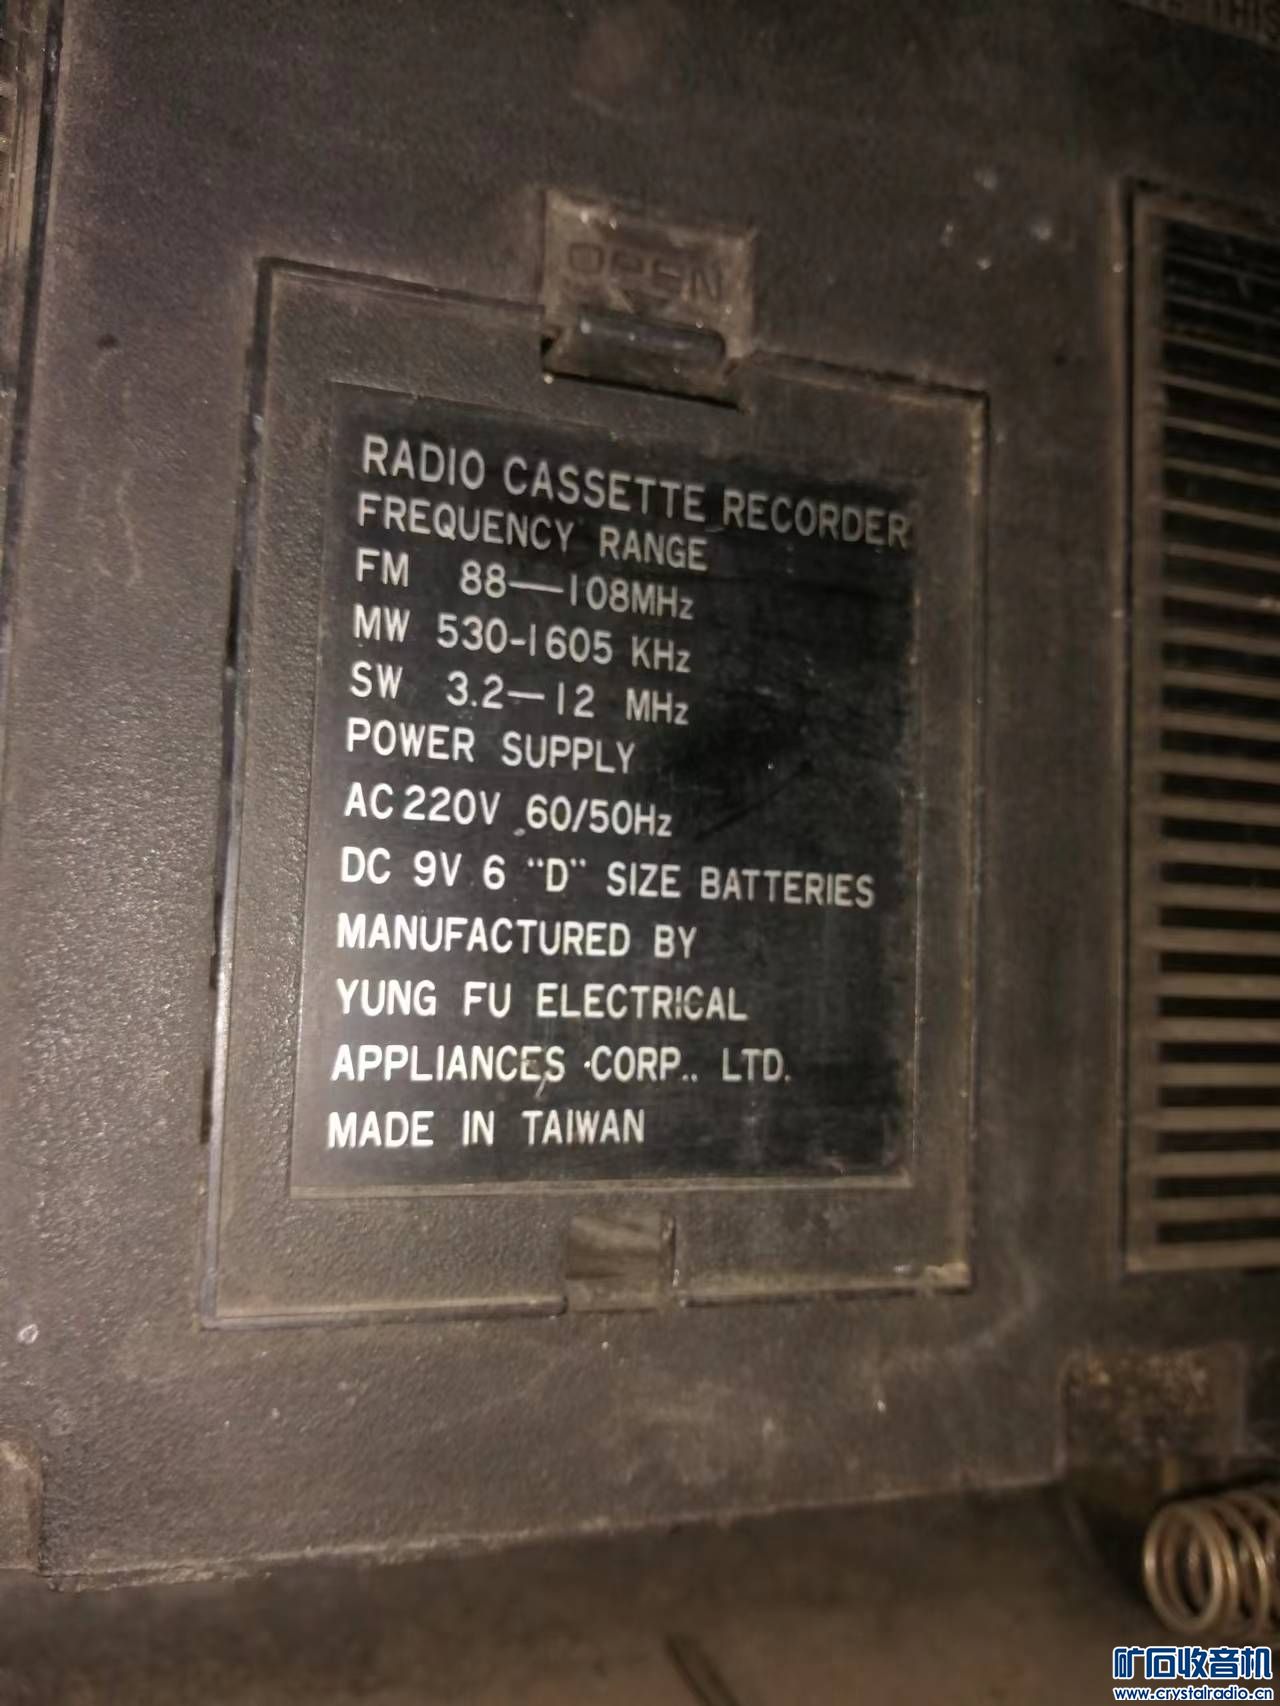 THIS
OPEN
RADIO CASSETTE RECORDER
FREQUENCY RANGE
FM 88—108MHz
MW 530-1605 KHz
SW 3.2—12 MHz
POWER SUPPLY
AC 220V 60/50Hz
DC 9V 6 "D" SIZE BATTERIES
MANUFACTURED BY
YUNG FU ELECTRICAL
APPLIANCES CORP.. LTD.
MADE IN TAIWAN
矿石收音机
www.crystalradio.cn